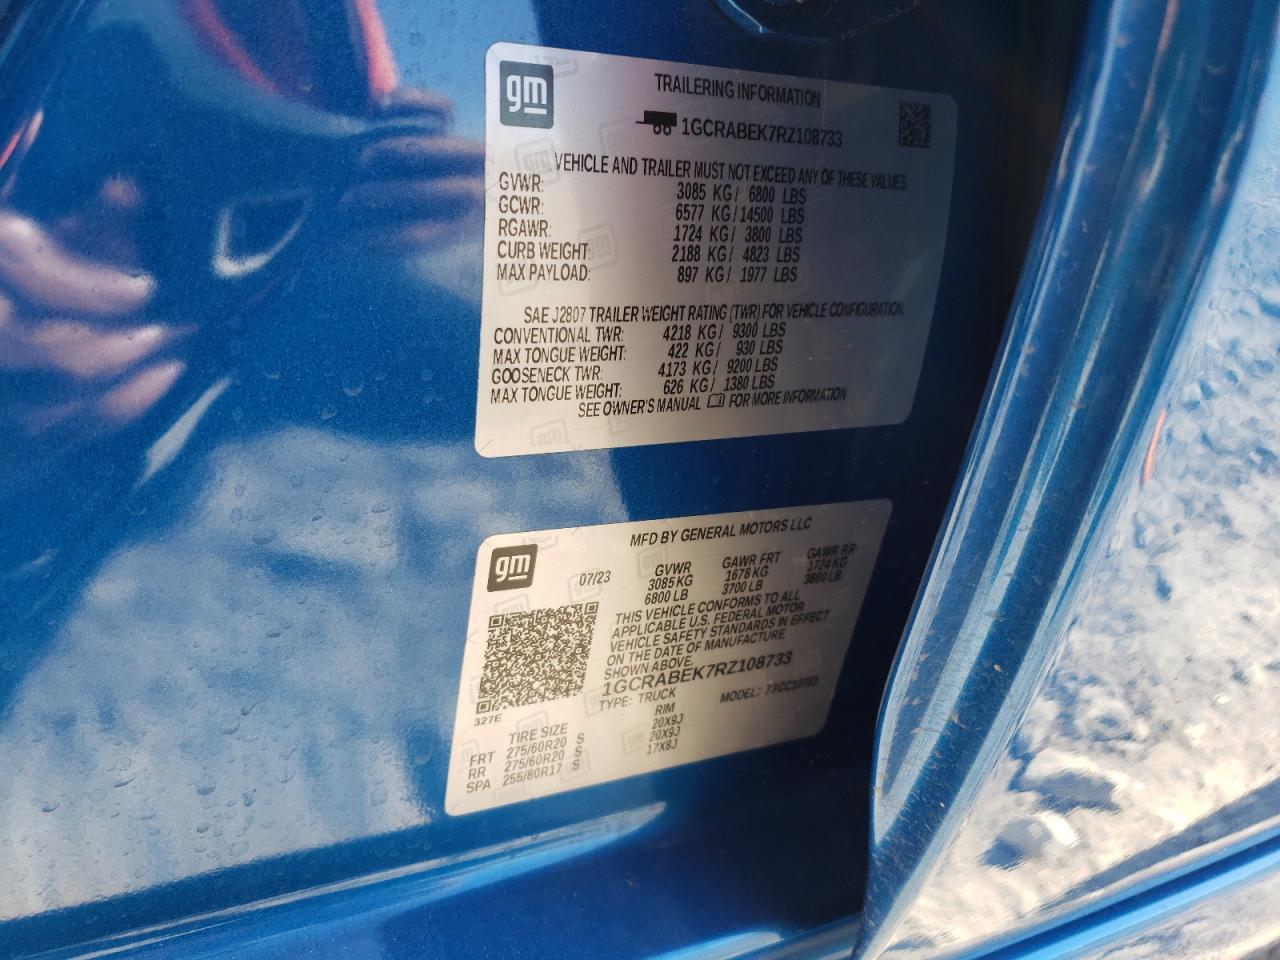 gm
TRAILERING INFORMATION
1GCRABEK7RZ108733
VEHICLE AND TRAILER MUST NOT EXCEED ANY OF THESE VALUES.
GVWR: 3085 KG/ 6800 LBS
GCWR: 6577 KG/14500 LBS
RGAWR: 1724 KG/ 3800 LBS
CURB WEIGHT: 2188 KG/ 4823 LBS
MAX PAYLOAD: 897 KG/ 1977 LBS
SAE J2807 TRAILER WEIGHT RATING (TWR) FOR VEHICLE CONFIGURATION.
CONVENTIONAL TWR: 4218 KG/ 9300 LBS
MAX TONGUE WEIGHT: 422 KG/ 930 LBS
GOOSENECK TWR: 4173 KG/ 9200 LBS
MAX TONGUE WEIGHT: 626 KG/ 1380 LBS
SEE OWNER'S MANUAL FOR MORE INFORMATION
gm
MFD BY GENERAL MOTORS LLC
07/23 GVWR GAWR FRT GAWR RR
3085 KG 1678 KG 1724 KG
6800 LB 3700 LB 3800 LB
THIS VEHICLE CONFORMS TO ALL
APPLICABLE U.S. FEDERAL MOTOR
VEHICLE SAFETY STANDARDS IN EFFECT
ON THE DATE OF MANUFACTURE
SHOWN ABOVE.
1GCRABEK7RZ108733
TYPE: TRUCK MODEL: 73CC10753
327E
TIRE SIZE RIM
FRT 275/60R20 S 20X9J
RR 275/60R20 S 20X9J
SPA 255/80R17 S 17X8J